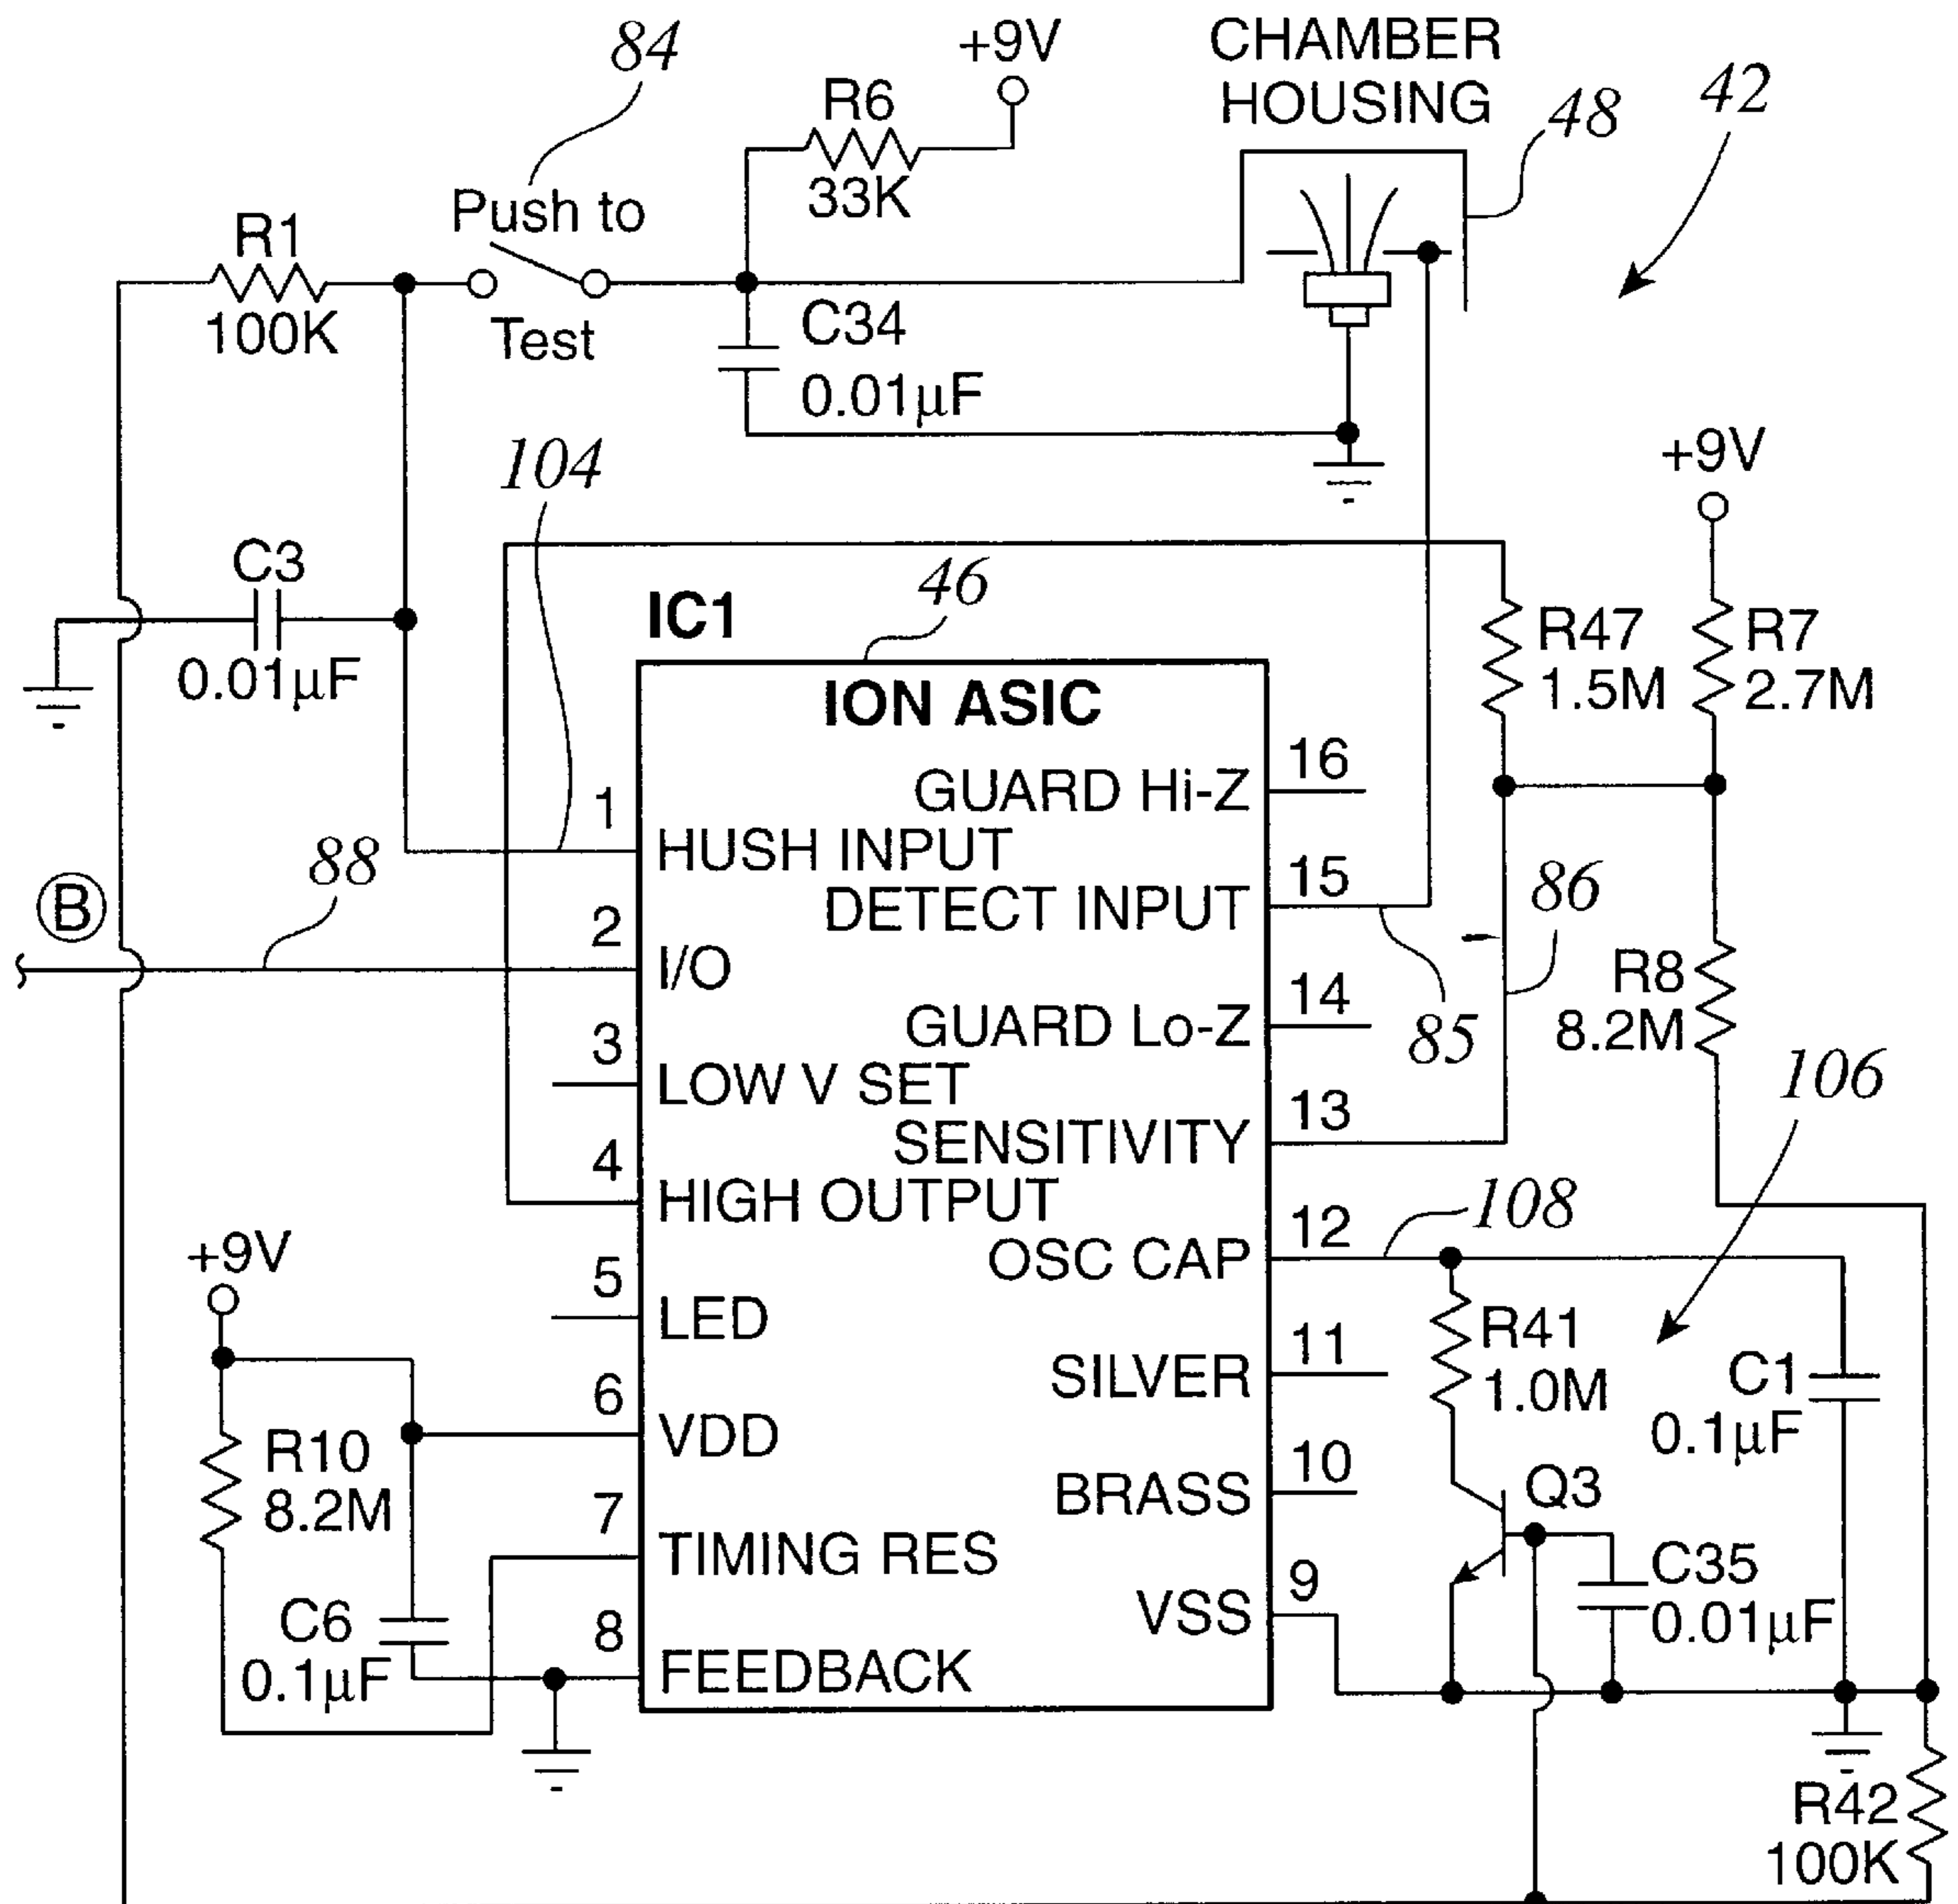 84
+9V
CHAMBER
HOUSING
42
R6
33K
48
Push to
Test
R1
100K
C34
0.01µF
104
+9V
C3
0.01µF
46
IC1
ION ASIC
R47
1.5M
R7
2.7M
16
GUARD Hi-Z
1
HUSH INPUT
88
B
15
DETECT INPUT
86
2
I/O
85
R8
8.2M
14
GUARD Lo-Z
3
LOW V SET
106
13
SENSITIVITY
4
HIGH OUTPUT
108
12
OSC CAP
+9V
5
LED
R41
1.0M
11
SILVER
C1
0.1µF
6
VDD
R10
8.2M
10
BRASS
Q3
7
TIMING RES
C35
0.01µF
9
VSS
C6
0.1µF
8
FEEDBACK
R42
100K